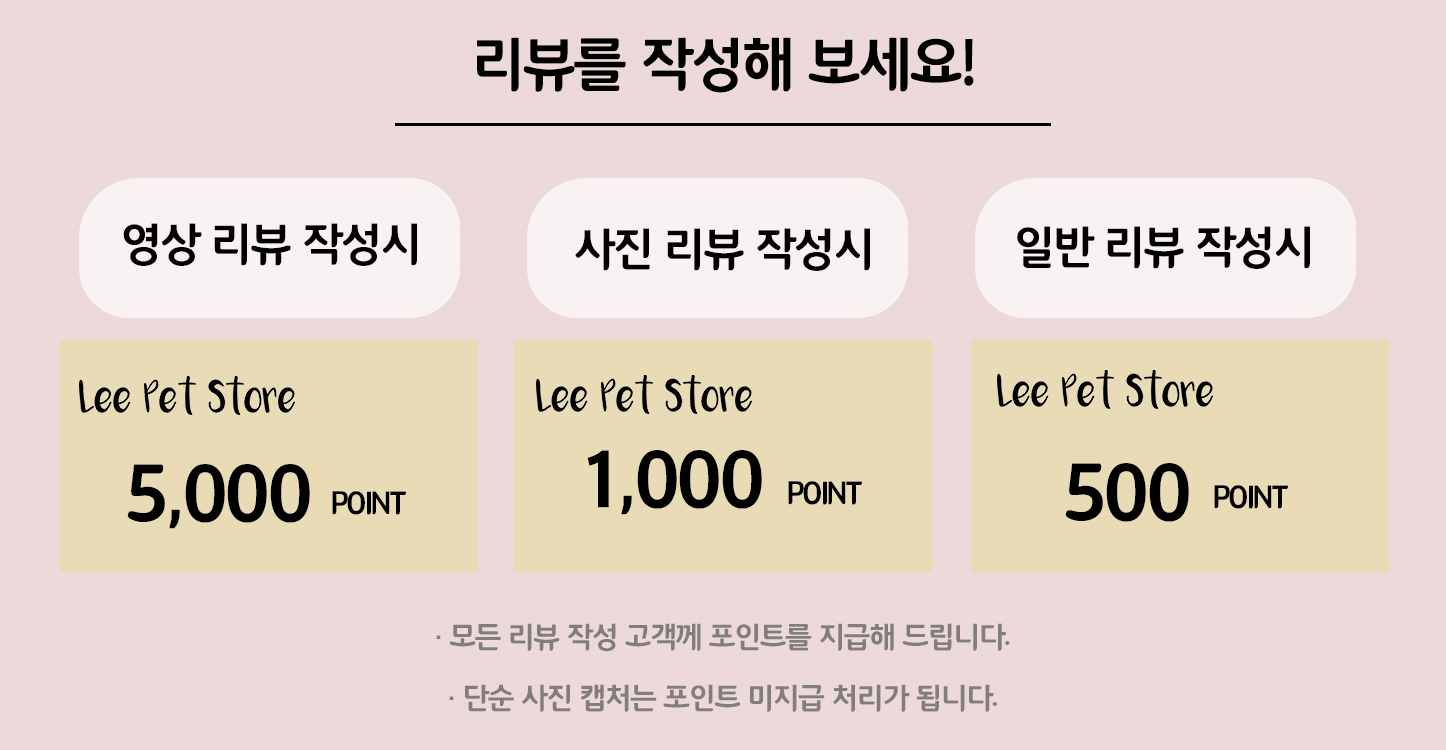 리뷰를 작성해 보세요!
영상 리뷰 작성시
사진 리뷰 작성시
일반 리뷰 작성시
Lee Pet Store
5,000 POINT
Lee Pet Store
1,000 POINT
Lee Pet Store
500 POINT
· 모든 리뷰 작성 고객께 포인트를 지급해 드립니다.
· 단순 사진 캡처는 포인트 미지급 처리가 됩니다.